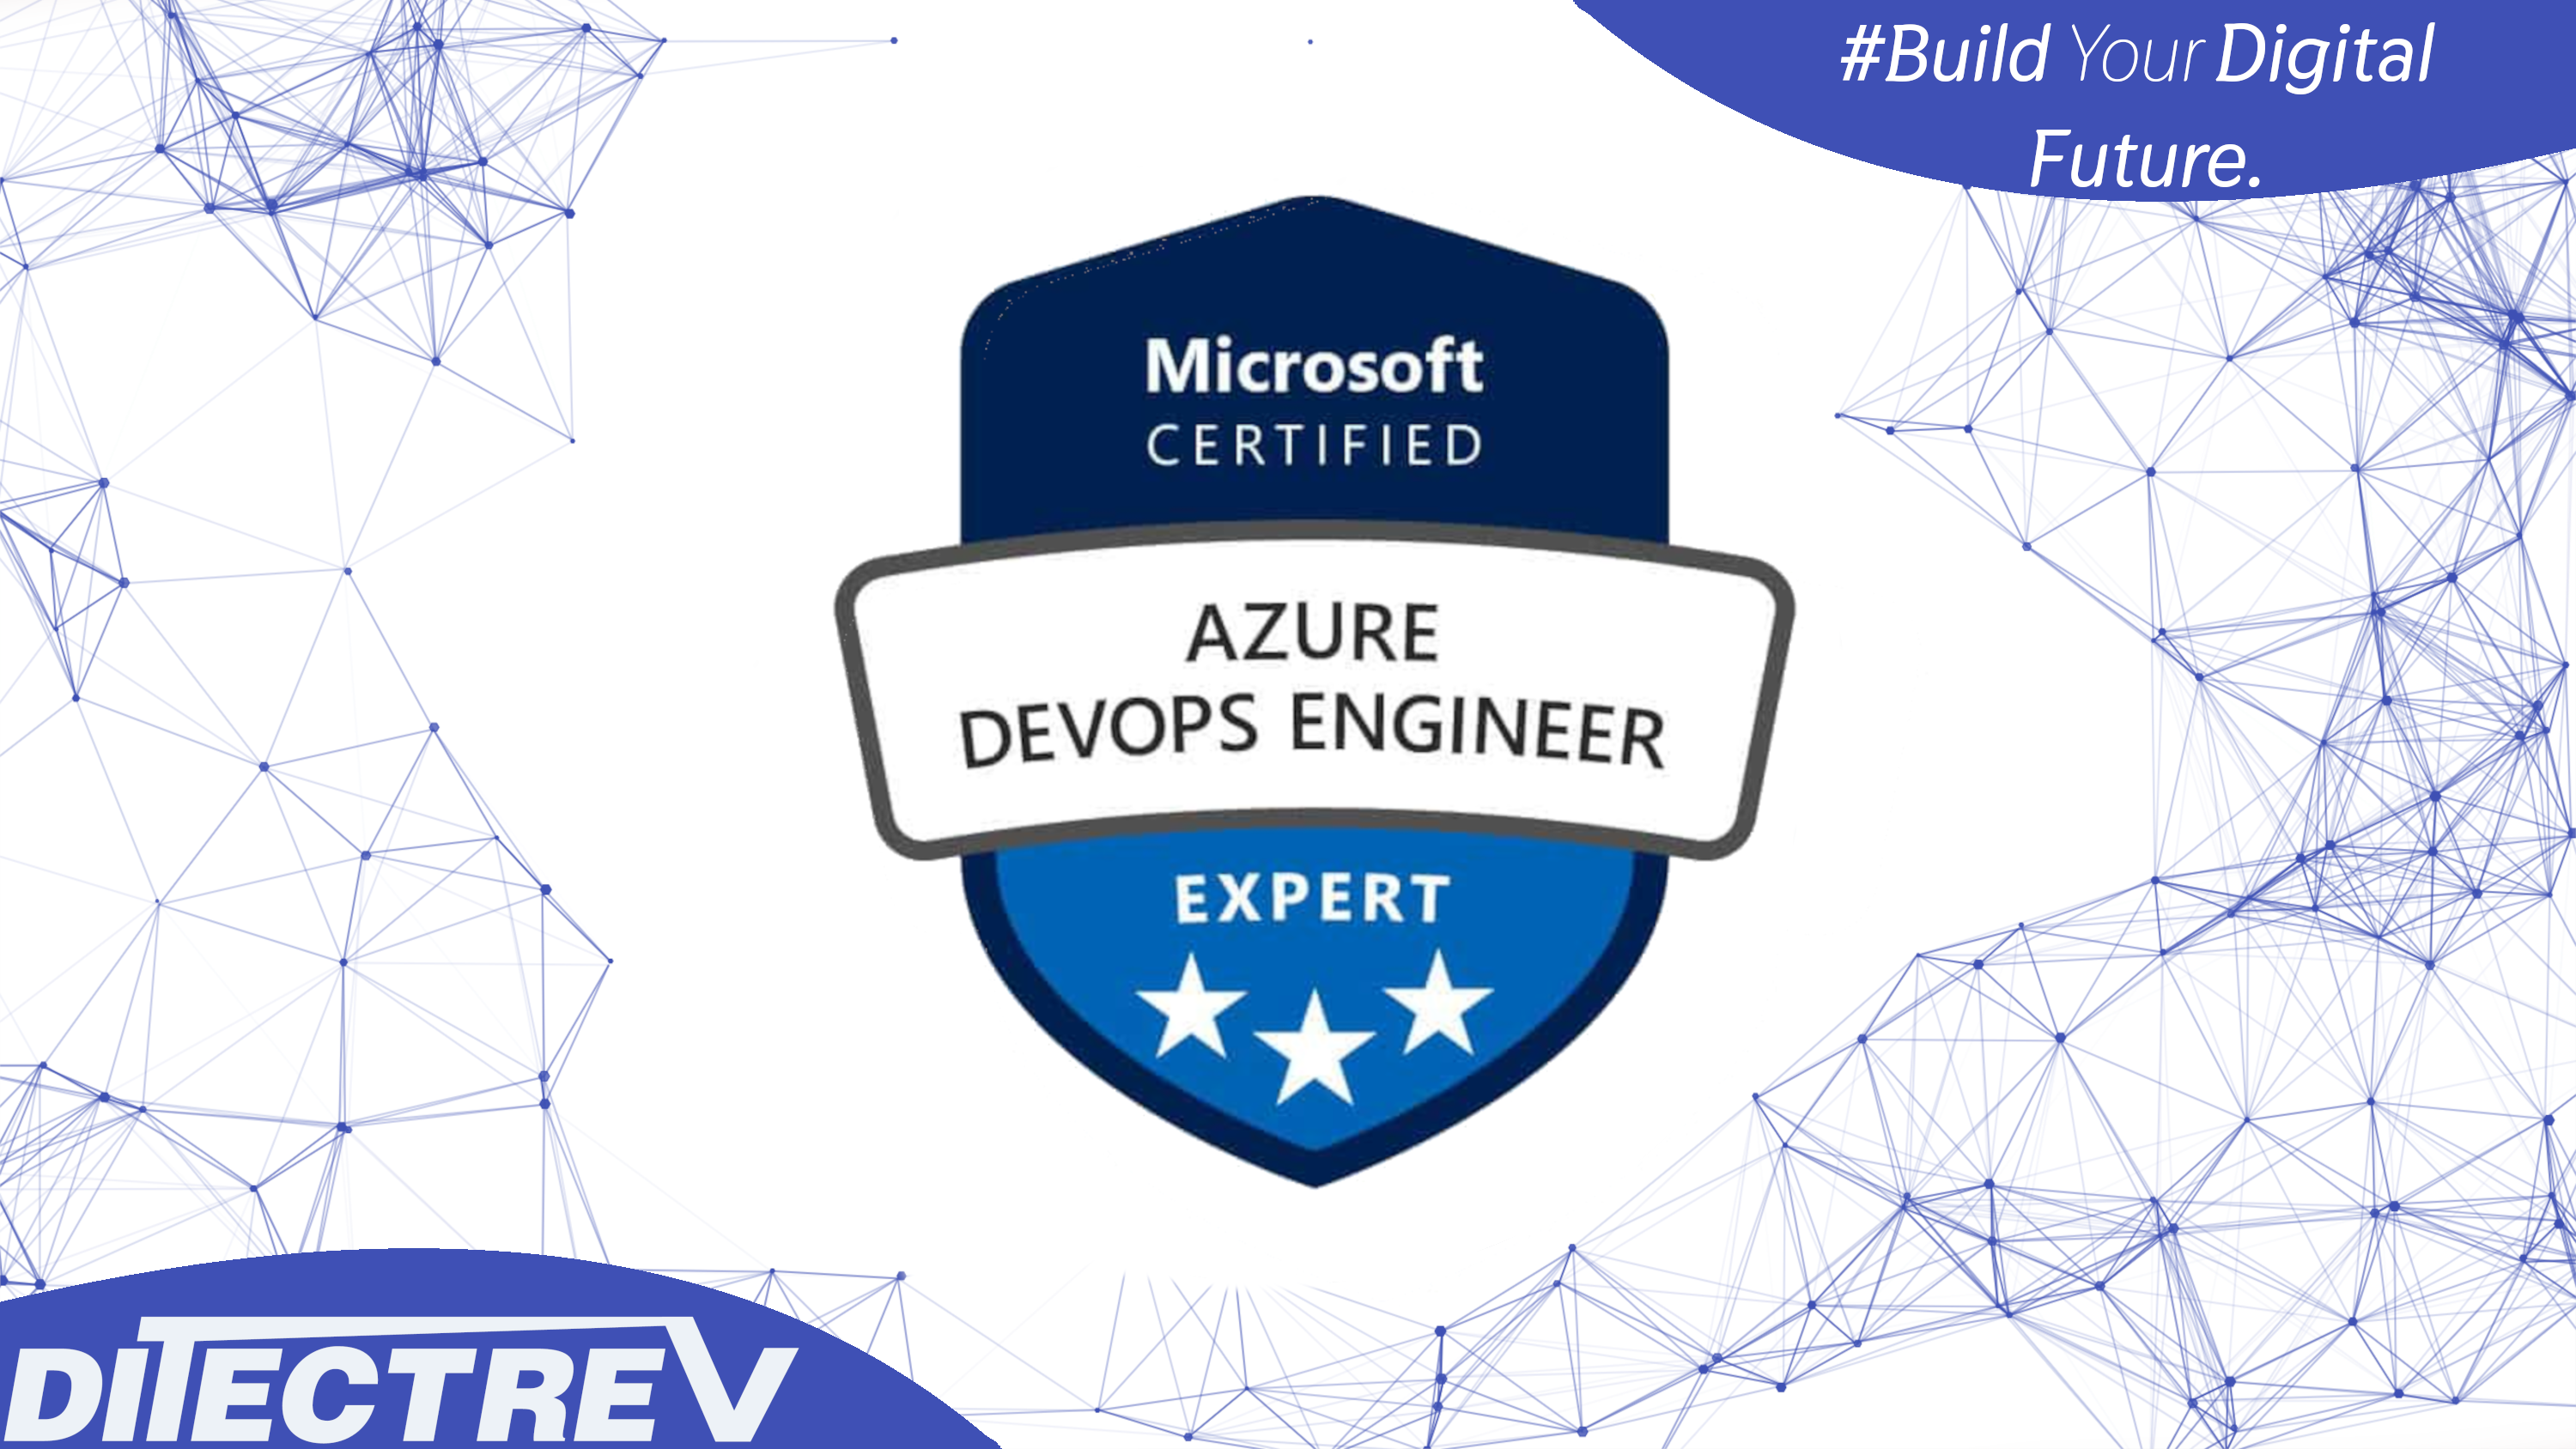 #Build Your Digital
Future.
Microsoft
CERTIFIED
AZURE
DEVOPS ENGINEER
EXPERT
DITECTREV